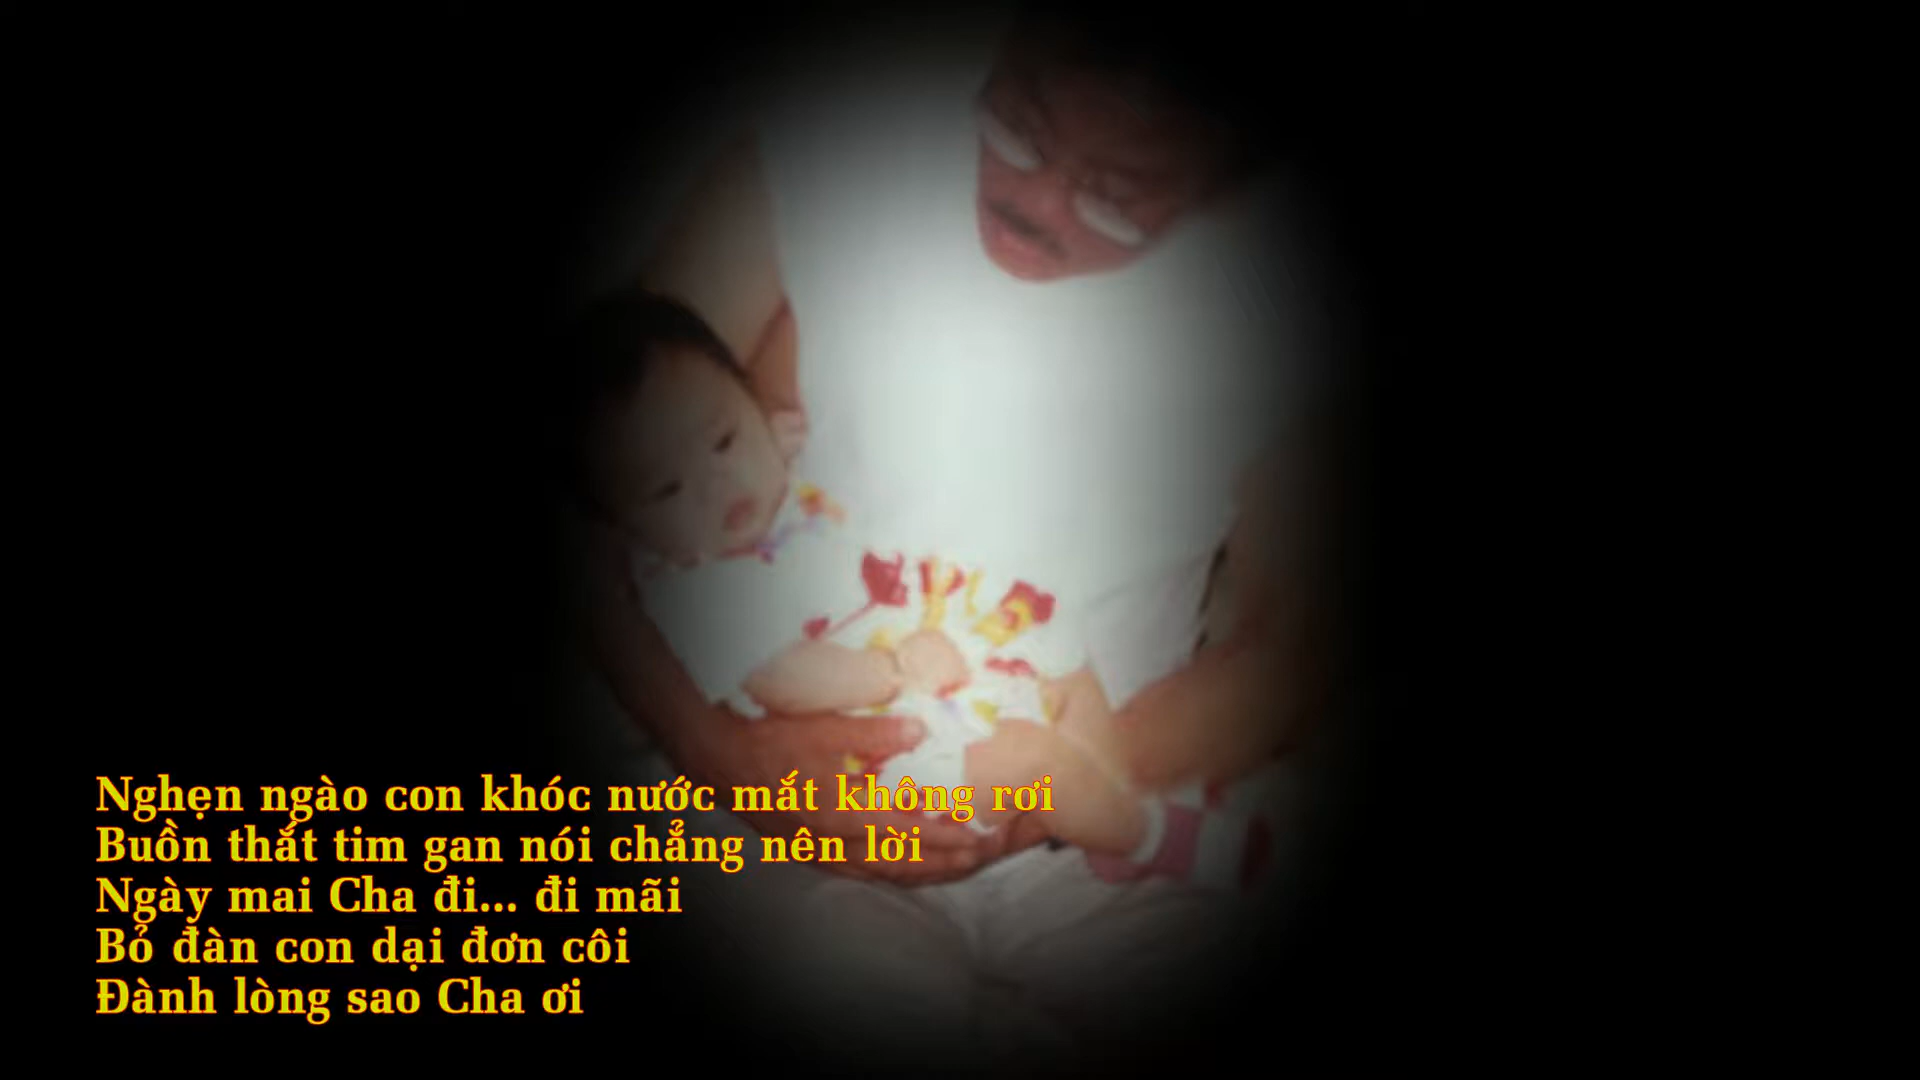 Nghẹn ngào con khóc nước mắt không rơi
Buồn thắt tim gan nói chẳng nên lời
Ngày mai Cha đi... đi mãi
Bỏ đàn con dại đơn côi
Đành lòng sao Cha ơi